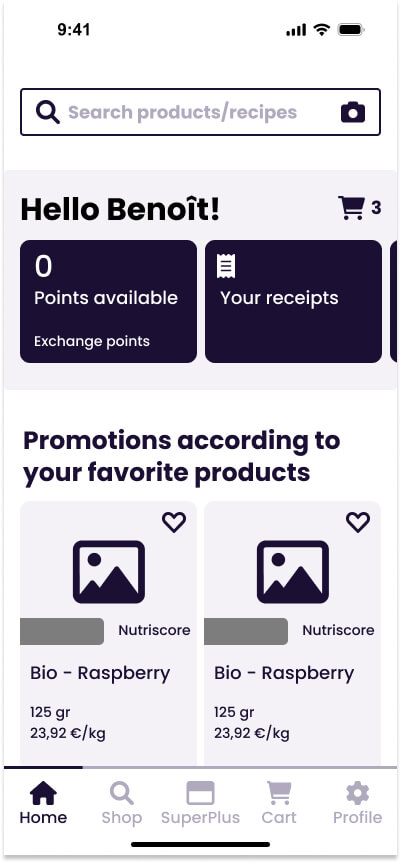 9:41
Search products/recipes
Hello Benoît!
3
0
Points available
Exchange points
Your receipts
Promotions according to
your favorite products
Nutriscore
Bio - Raspberry
125 gr
23,92 €/kg
Nutriscore
Bio - Raspberry
125 gr
23,92 €/kg
Home
Shop
SuperPlus
Cart
Profile